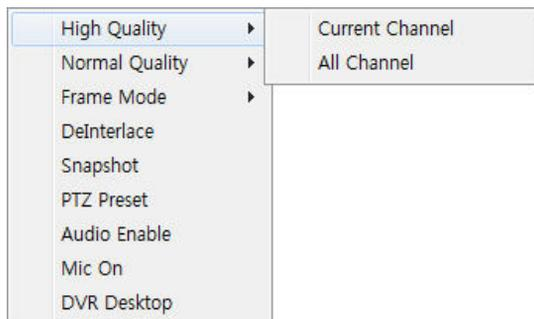 High Quality
Normal Quality
Frame Mode
DeInterlace
Snapshot
PTZ Preset
Audio Enable
Mic On
DVR Desktop
Current Channel
All Channel